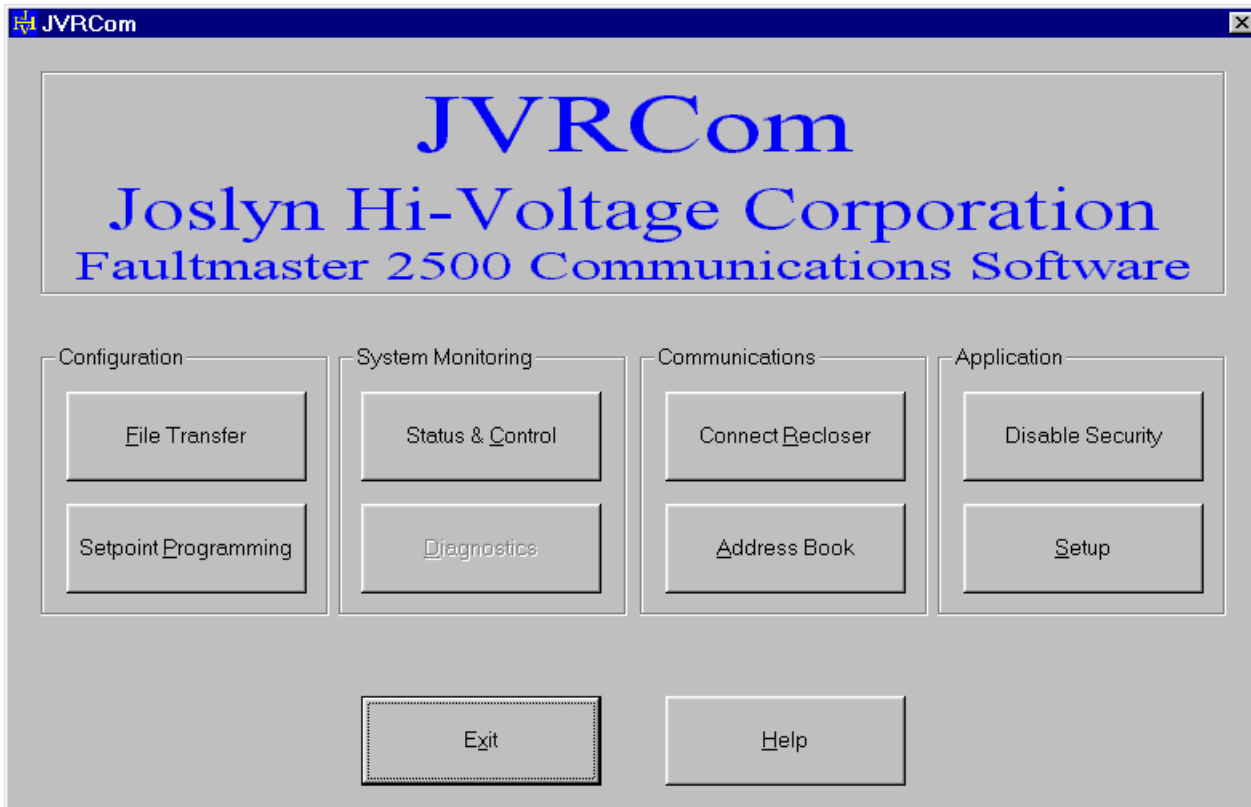 JVRCom
JVRCom
Joslyn Hi-Voltage Corporation
Faultmaster 2500 Communications Software
Configuration
File Transfer
Setpoint Programming
System Monitoring
Status & Control
Diagnostics
Communications
Connect Recloser
Address Book
Application
Disable Security
Setup
Exit
Help